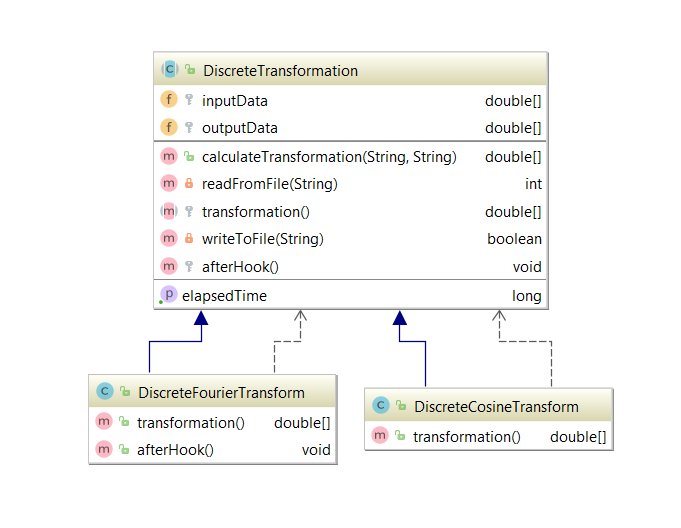 C DiscreteTransformation
f inputData double[]
f outputData double[]
m calculateTransformation(String, String) double[]
m readFromFile(String) int
m transformation() double[]
m writeToFile(String) boolean
m afterHook() void
p elapsedTime long
C DiscreteFourierTransform
m transformation() double[]
m afterHook() void
C DiscreteCosineTransform
m transformation() double[]